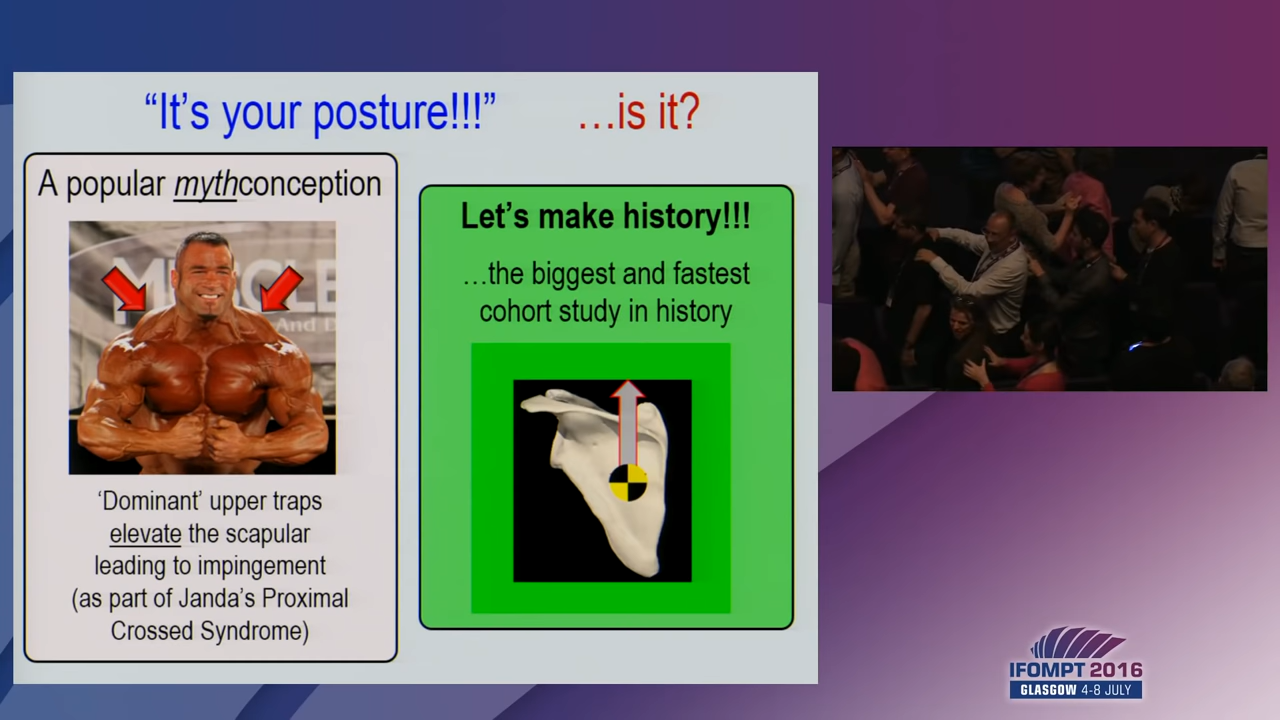 “It’s your posture!!!” …is it?
A popular mythconception
MUSCLE
And
‘Dominant’ upper traps
elevate the scapular
leading to impingement
(as part of Janda’s Proximal
Crossed Syndrome)
Let’s make history!!!
…the biggest and fastest
cohort study in history
IFOMPT 2016
GLASGOW 4-8 JULY